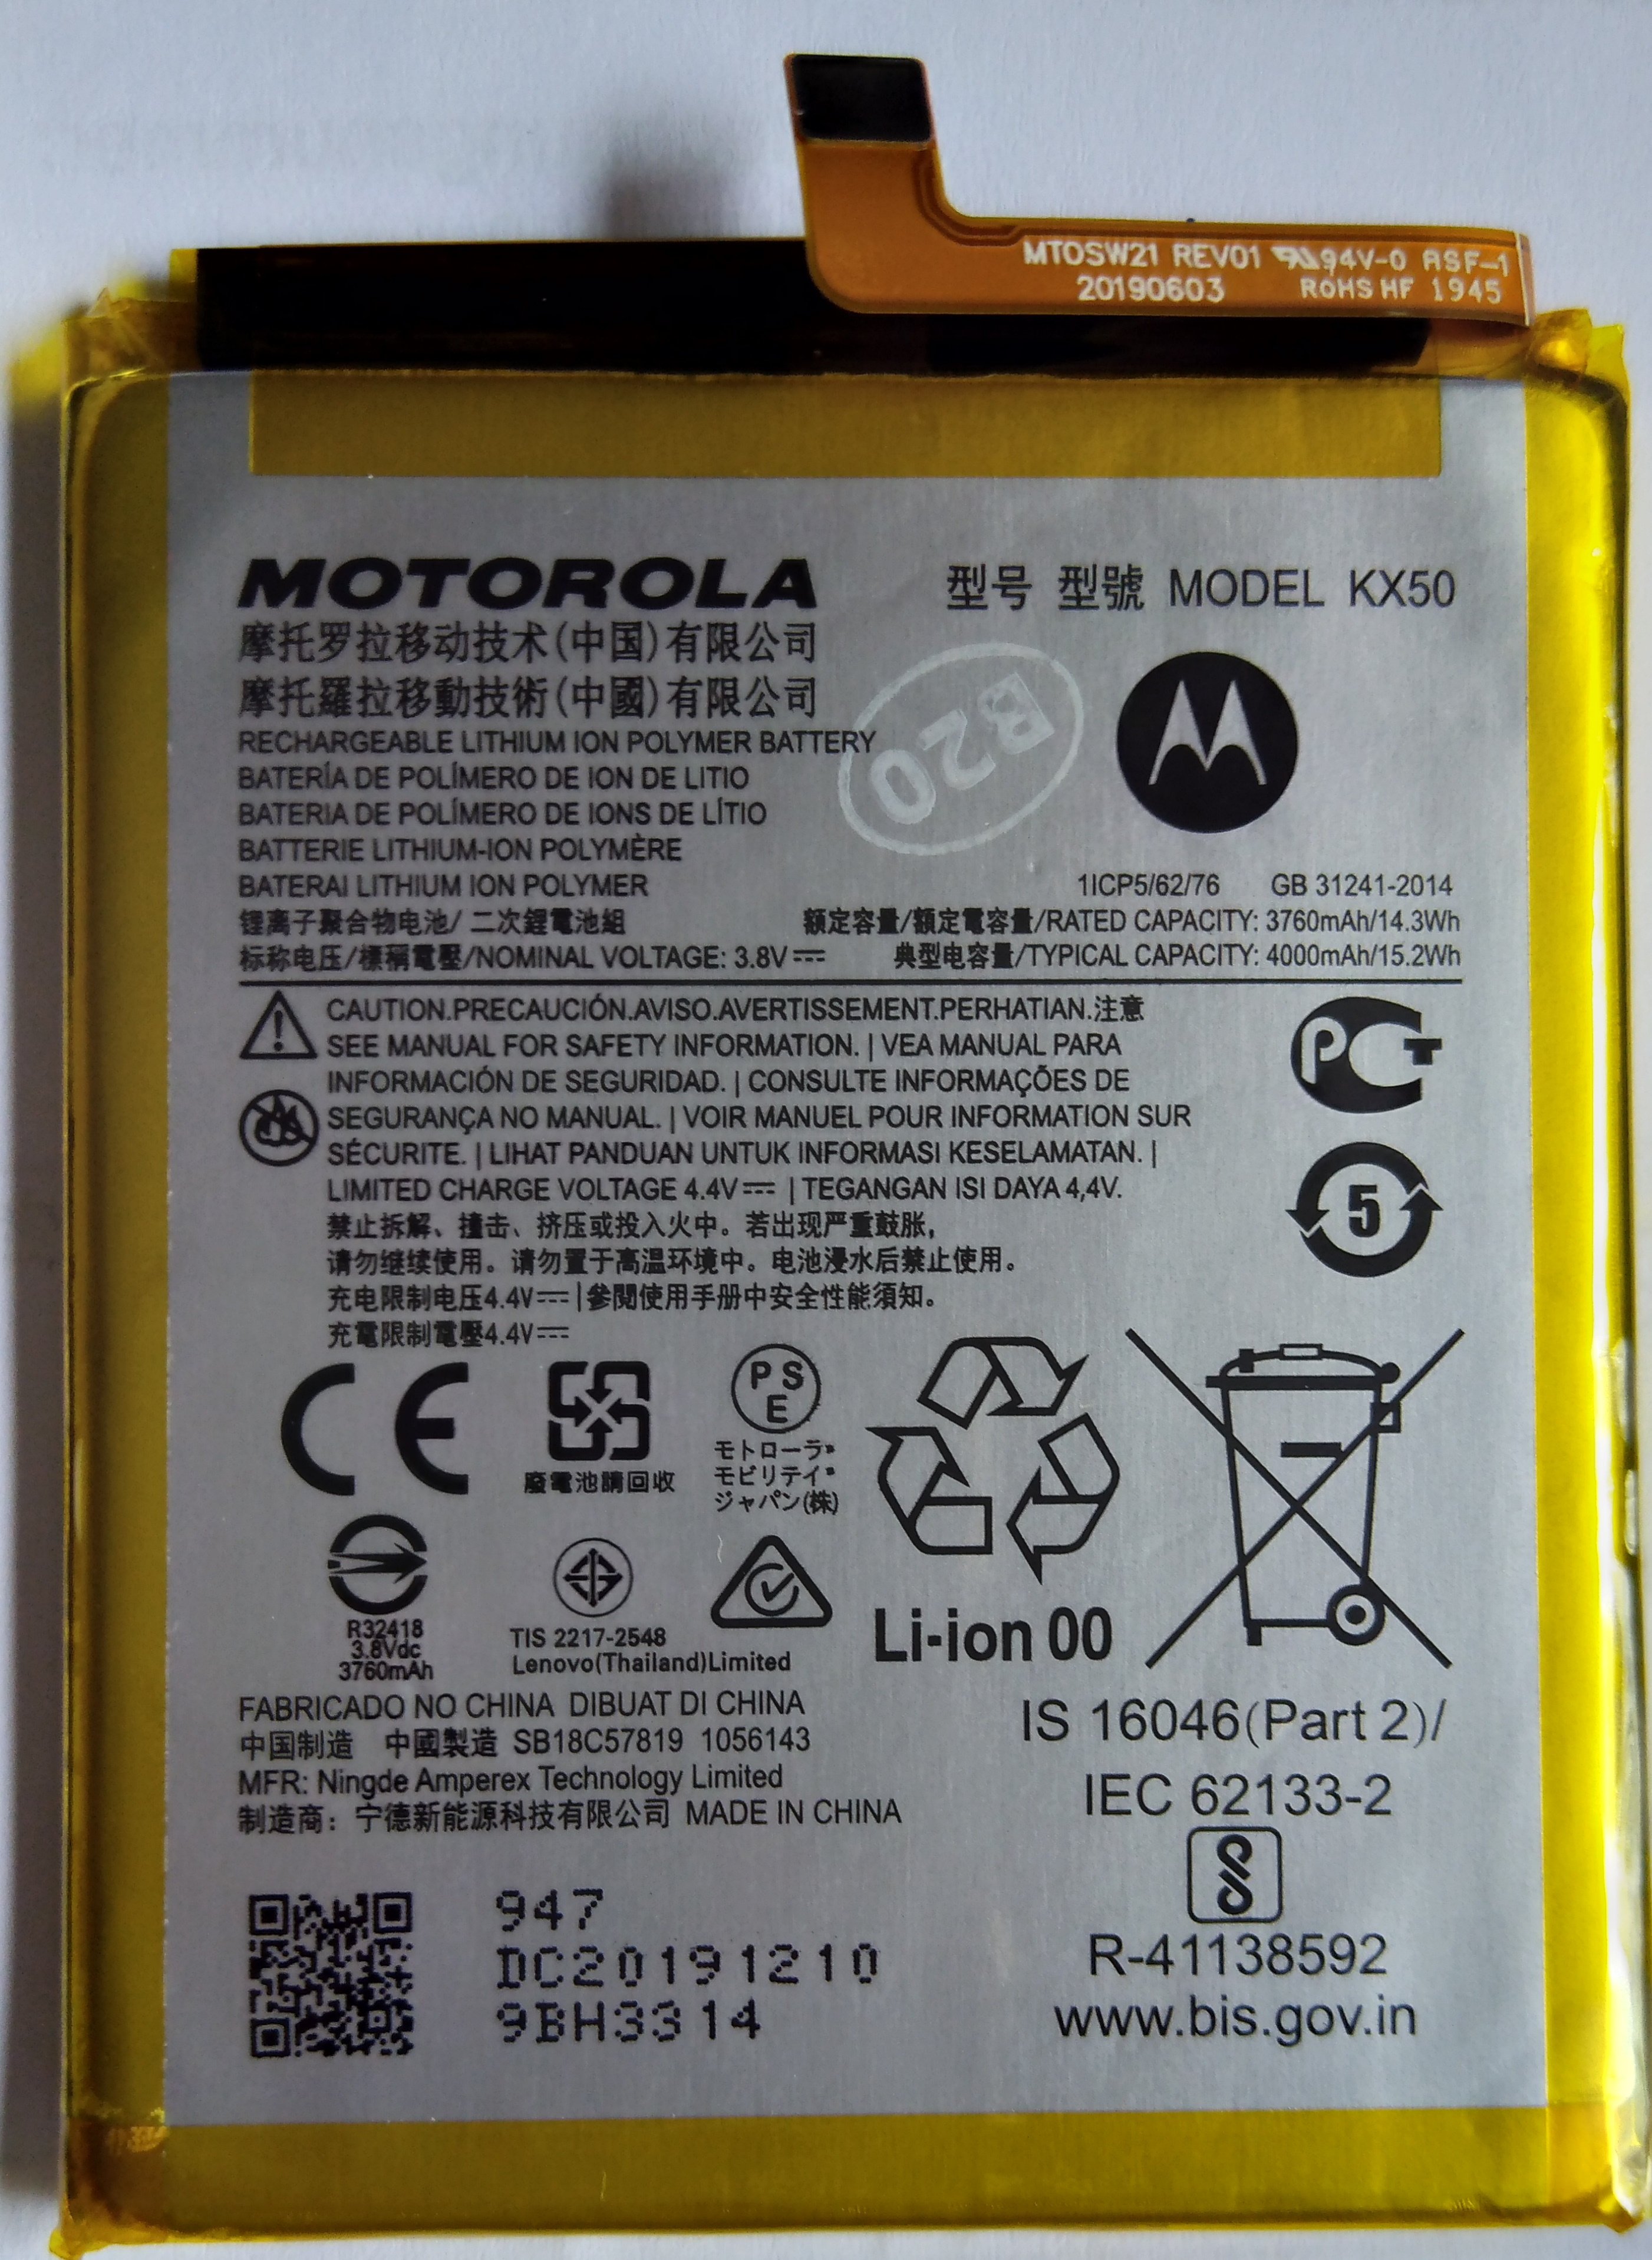 MT0SW21 REV01 94V-0 ASF-1
20190603 ROHS HF 1945
MOTOROLA
型号 型號 MODEL KX50
摩托罗拉移动技术(中国)有限公司
摩托羅拉移動技術(中國)有限公司
B20
RECHARGEABLE LITHIUM ION POLYMER BATTERY
BATERÍA DE POLÍMERO DE ION DE LITIO
BATERIA DE POLÍMERO DE IONS DE LÍTIO
BATTERIE LITHIUM-ION POLYMÈRE
BATERAI LITHIUM ION POLYMER
1ICP5/62/76 GB 31241-2014
锂离子聚合物电池/ 二次鋰電池組
額定容量/額定電容量/RATED CAPACITY: 3760mAh/14.3Wh
标称电压/標稱電壓/NOMINAL VOLTAGE: 3.8V⎓
典型电容量/TYPICAL CAPACITY: 4000mAh/15.2Wh
CAUTION.PRECAUCIÓN.AVISO.AVERTISSEMENT.PERHATIAN.注意
SEE MANUAL FOR SAFETY INFORMATION. | VEA MANUAL PARA
INFORMACIÓN DE SEGURIDAD. | CONSULTE INFORMAÇÕES DE
SEGURANÇA NO MANUAL. | VOIR MANUEL POUR INFORMATION SUR
SÉCURITE. | LIHAT PANDUAN UNTUK INFORMASI KESELAMATAN. |
LIMITED CHARGE VOLTAGE 4.4V⎓ | TEGANGAN ISI DAYA 4,4V.
禁止拆解、撞击、挤压或投入火中。若出现严重鼓胀，
请勿继续使用。请勿置于高温环境中。电池浸水后禁止使用。
充电限制电压4.4V⎓ | 參閱使用手册中安全性能須知。
充電限制電壓4.4V⎓
PCT
5
CE
廢電池請回收
PSE
モトローラ・
モビリティ・
ジャパン(株)
R32418
3.8Vdc
3760mAh
TIS 2217-2548
Lenovo(Thailand)Limited
Li-ion 00
FABRICADO NO CHINA DIBUAT DI CHINA
中国制造 中國製造 SB18C57819 1056143
MFR: Ningde Amperex Technology Limited
制造商：宁德新能源科技有限公司 MADE IN CHINA
IS 16046(Part 2)/
IEC 62133-2
R-41138592
www.bis.gov.in
947
DC20191210
9BH3314